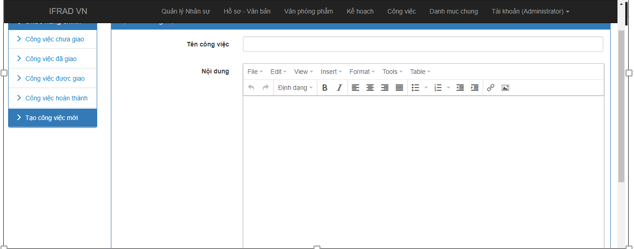 IFRAD VN Quản lý Nhân sự Hồ sơ - Văn bản Văn phòng phẩm Kế hoạch Công việc Danh muc chung Tài khoản (Administrator)
Công việc chưa giao
Công việc đã giao
Công việc được giao
Công việc hoàn thành
Tạo công việc mới
Tên công việc
Nội dung
File Edit View Insert Format Tools Table
Định dạng B I